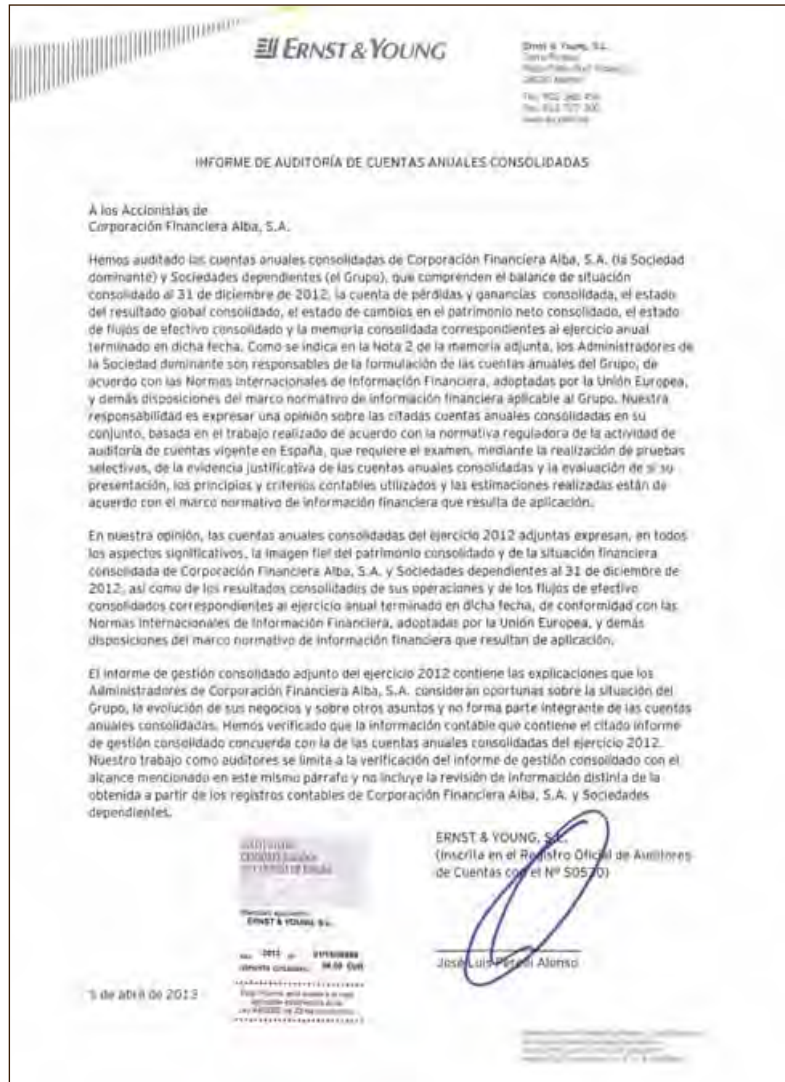 ERNST & YOUNG
Ernst & Young, S.L.
INFORME DE AUDITORÍA DE CUENTAS ANUALES CONSOLIDADAS
A los Accionistas de
Corporación Financiera Alba, S.A.
Hemos auditado las cuentas anuales consolidadas de Corporación Financiera Alba, S.A. (la Sociedad
dominante) y Sociedades dependientes (el Grupo), que comprenden el balance de situación
consolidado al 31 de diciembre de 2012, la cuenta de pérdidas y ganancias consolidada, el estado
del resultado global consolidado, el estado de cambios en el patrimonio neto consolidado, el estado
de flujos de efectivo consolidado y la memoria consolidada correspondientes al ejercicio anual
terminado en dicha fecha. Como se indica en la Nota 2 de la memoria adjunta, los Administradores de
la Sociedad dominante son responsables de la formulación de las cuentas anuales del Grupo, de
acuerdo con las Normas Internacionales de Información Financiera, adoptadas por la Unión Europea,
y demás disposiciones del marco normativo de información financiera aplicable al Grupo. Nuestra
responsabilidad es expresar una opinión sobre las citadas cuentas anuales consolidadas en su
conjunto, basada en el trabajo realizado de acuerdo con la normativa reguladora de la actividad de
auditoría de cuentas vigente en España, que requiere el examen, mediante la realización de pruebas
selectivas, de la evidencia justificativa de las cuentas anuales consolidadas y la evaluación de si su
presentación, los principios y criterios contables utilizados y las estimaciones realizadas están de
acuerdo con el marco normativo de información financiera que resulta de aplicación.
En nuestra opinión, las cuentas anuales consolidadas del ejercicio 2012 adjuntas expresan, en todos
los aspectos significativos, la imagen fiel del patrimonio consolidado y de la situación financiera
consolidada de Corporación Financiera Alba, S.A. y Sociedades dependientes al 31 de diciembre de
2012, así como de los resultados consolidados de sus operaciones y de los flujos de efectivo
consolidados correspondientes al ejercicio anual terminado en dicha fecha, de conformidad con las
Normas Internacionales de Información Financiera, adoptadas por la Unión Europea, y demás
disposiciones del marco normativo de información financiera que resultan de aplicación.
El informe de gestión consolidado adjunto del ejercicio 2012 contiene las explicaciones que los
Administradores de Corporación Financiera Alba, S.A. consideran oportunas sobre la situación del
Grupo, la evolución de sus negocios y sobre otros asuntos y no forma parte integrante de las cuentas
anuales consolidadas. Hemos verificado que la información contable que contiene el citado informe
de gestión consolidado concuerda con la de las cuentas anuales consolidadas del ejercicio 2012.
Nuestro trabajo como auditores se limita a la verificación del informe de gestión consolidado con el
alcance mencionado en este mismo párrafo y no incluye la revisión de información distinta de la
obtenida a partir de los registros contables de Corporación Financiera Alba, S.A. y Sociedades
dependientes.
ERNST & YOUNG, S.L.
(Inscrita en el Registro Oficial de Auditores
de Cuentas con el Nº S0530)
ERNST & YOUNG, S.L.
2013
José Luis Alonso
5 de abril de 2013